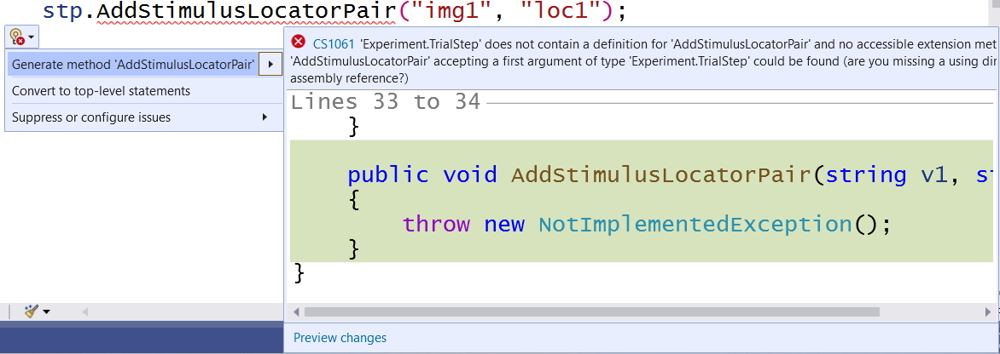 stp.AddStimulusLocatorPair("img1", "loc1");
CS1061 'Experiment.TrialStep' does not contain a definition for 'AddStimulusLocatorPair' and no accessible extension met
'AddStimulusLocatorPair' accepting a first argument of type 'Experiment.TrialStep' could be found (are you missing a using dir
assembly reference?)
Generate method 'AddStimulusLocatorPair'
Convert to top-level statements
Suppress or configure issues
Lines 33 to 34
}
public void AddStimulusLocatorPair(string v1, st
{
throw new NotImplementedException();
}
}
Preview changes